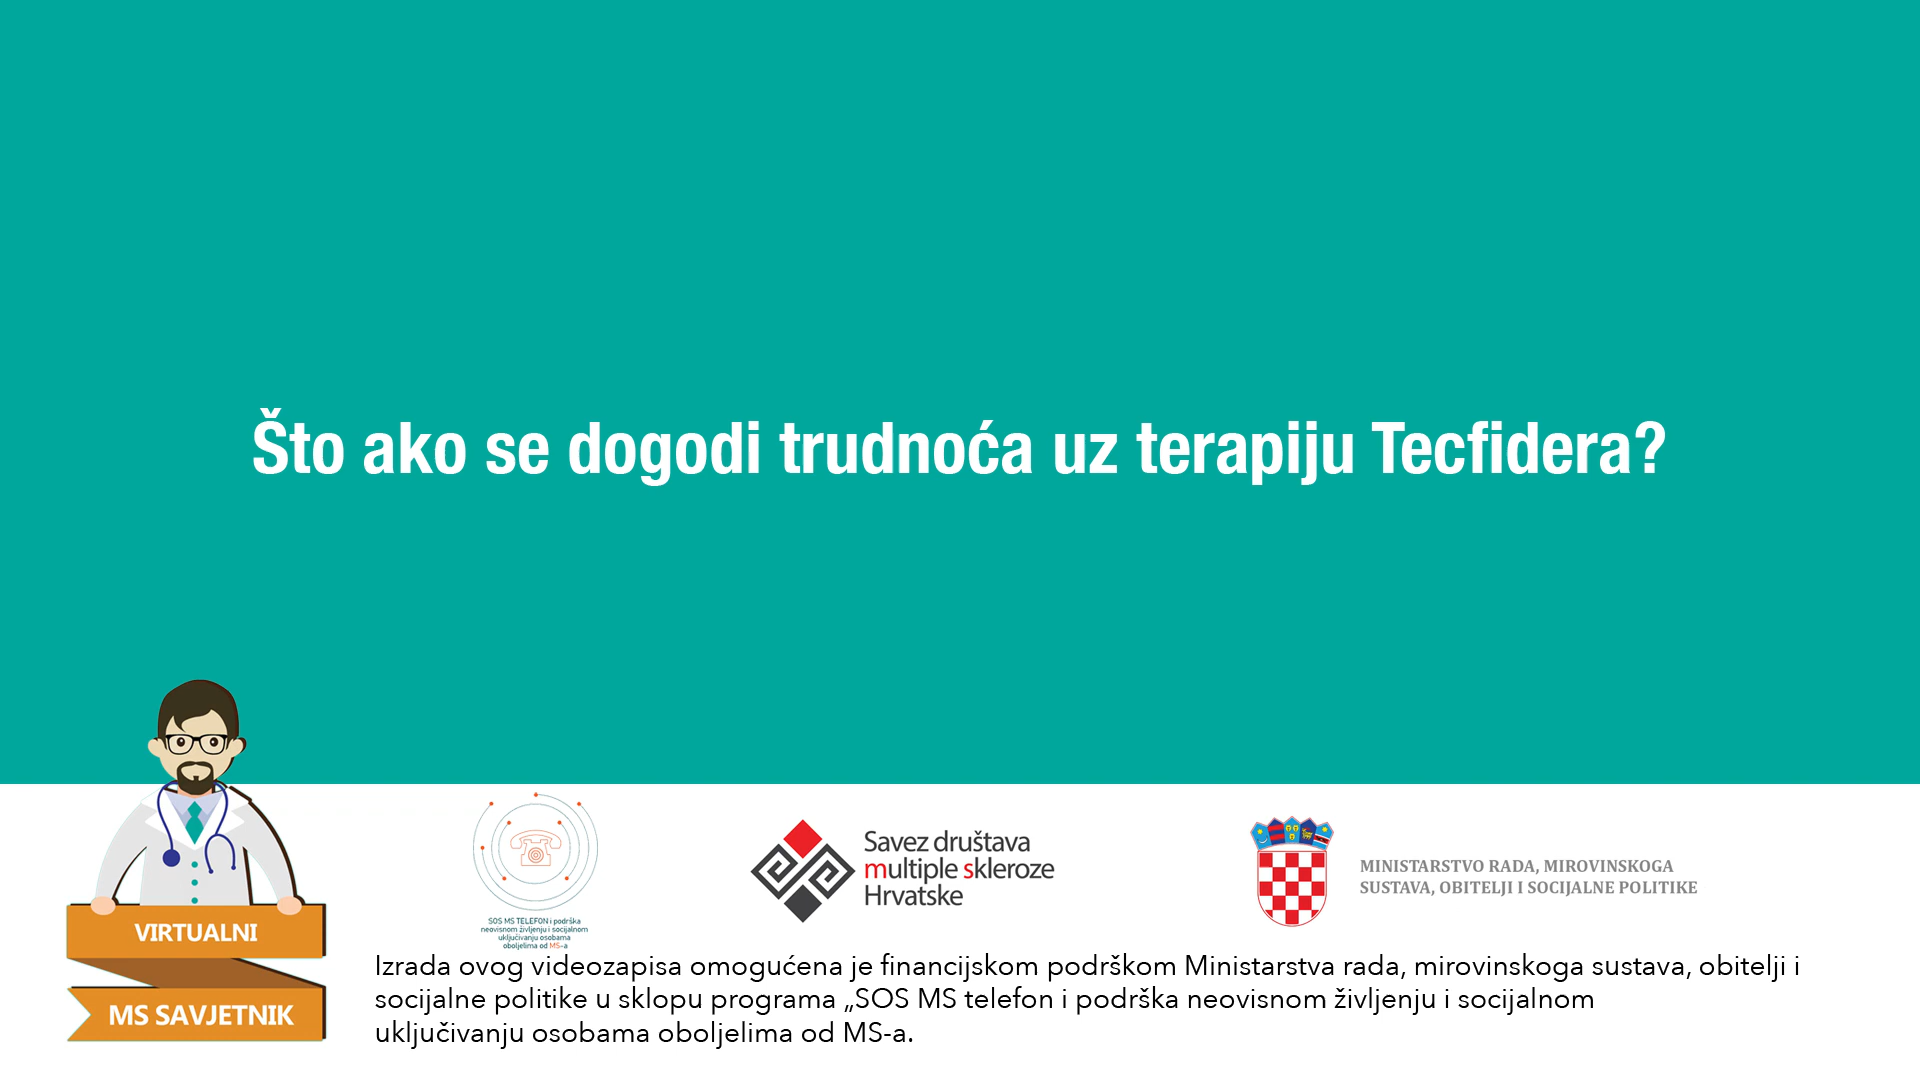 Što ako se dogodi trudnoća uz terapiju Tecfidera?
VIRTUALNI
MS SAVJETNIK
SOS MS TELEFON i podrška
neovisnom življenju i socijalnom
uključivanju osobama
oboljelima od MS-a
Savez društava
multiple skleroze
Hrvatske
MINISTARSTVO RADA, MIROVINSKOGA
SUSTAVA, OBITELJI I SOCIJALNE POLITIKE
Izrada ovog videozapisa omogućena je financijskom podrškom Ministarstva rada, mirovinskoga sustava, obitelji i
socijalne politike u sklopu programa „SOS MS telefon i podrška neovisnom življenju i socijalnom
uključivanju osobama oboljelima od MS-a.